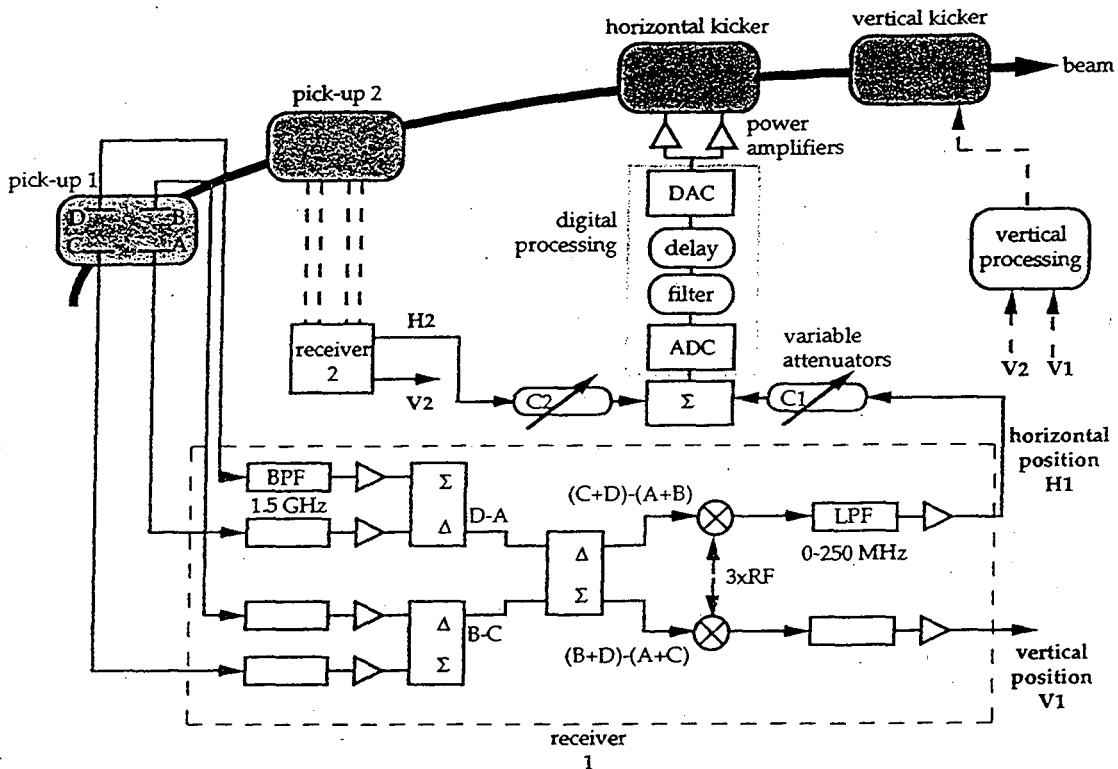 horizontal kicker
vertical kicker
beam
pick-up 2
power
amplifiers
pick-up 1
D
B
C
A
digital
processing
DAC
delay
filter
ADC
Σ
vertical
processing
V2
V1
receiver
2
H2
V2
C2
variable
attenuators
C1
horizontal
position
H1
BPF
1.5 GHz
Σ
Δ
D-A
Δ
Σ
B-C
Δ
Σ
(C+D)-(A+B)
3xRF
(B+D)-(A+C)
LPF
0-250 MHz
vertical
position
V1
receiver
1